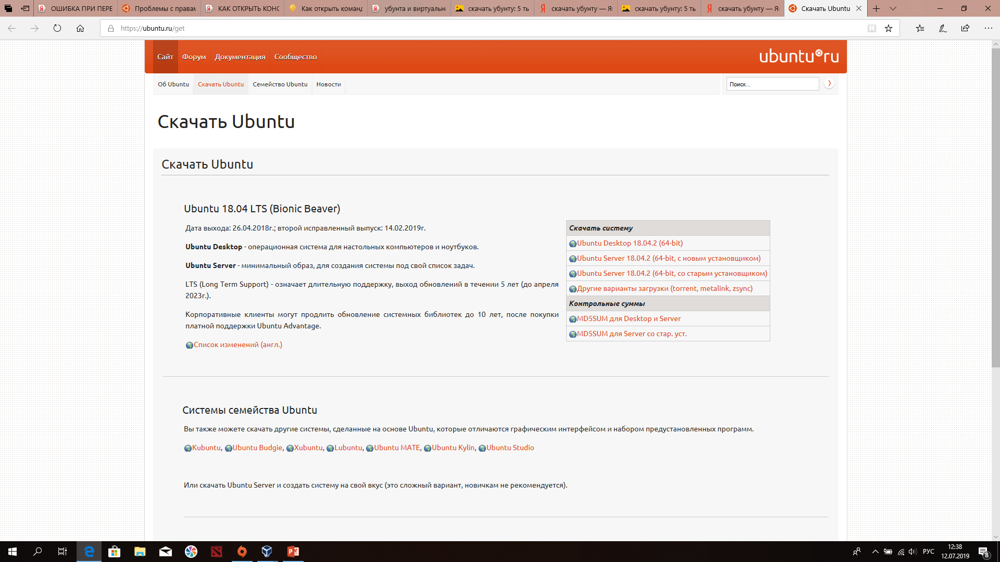 ОШИБКА ПРИ ПЕРЕ
Проблемы с правам
КАК ОТКРЫТЬ КОНС
Как открыть команд
убунта и виртуальн
скачать убунту: 5 ть
скачать убунту — Я
скачать убунту: 5 ть
скачать убунту — Я
Скачать Ubuntu
https://ubuntu.ru/get
Сайт Форум Документация Сообщество
ubuntu ru
Об Ubuntu Скачать Ubuntu Семейство Ubuntu Новости
Поиск...
Скачать Ubuntu
Скачать Ubuntu
Ubuntu 18.04 LTS (Bionic Beaver)
Дата выхода: 26.04.2018г.; второй исправленный выпуск: 14.02.2019г.
Ubuntu Desktop - операционная система для настольных компьютеров и ноутбуков.
Ubuntu Server - минимальный образ, для создания системы под свой список задач.
LTS (Long Term Support) - означает длительную поддержку, выход обновлений в течении 5 лет (до апреля
2023г.).
Корпоративные клиенты могут продлить обновление системных библиотек до 10 лет, после покупки
платной поддержки Ubuntu Advantage.
Список изменений (англ.)
Скачать систему
Ubuntu Desktop 18.04.2 (64-bit)
Ubuntu Server 18.04.2 (64-bit, с новым установщиком)
Ubuntu Server 18.04.2 (64-bit, со старым установщиком)
Другие варианты загрузки (torrent, metalink, zsync)
Контрольные суммы
MD5SUM для Desktop и Server
MD5SUM для Server со стар. уст.
Системы семейства Ubuntu
Вы также можете скачать другие системы, сделанные на основе Ubuntu, которые отличаются графическим интерфейсом и набором предустановленных программ.
Kubuntu, Ubuntu Budgie, Xubuntu, Lubuntu, Ubuntu MATE, Ubuntu Kylin, Ubuntu Studio
Или скачать Ubuntu Server и создать систему на свой вкус (это сложный вариант, новичкам не рекомендуется).
РУС
12:38
12.07.2019
8